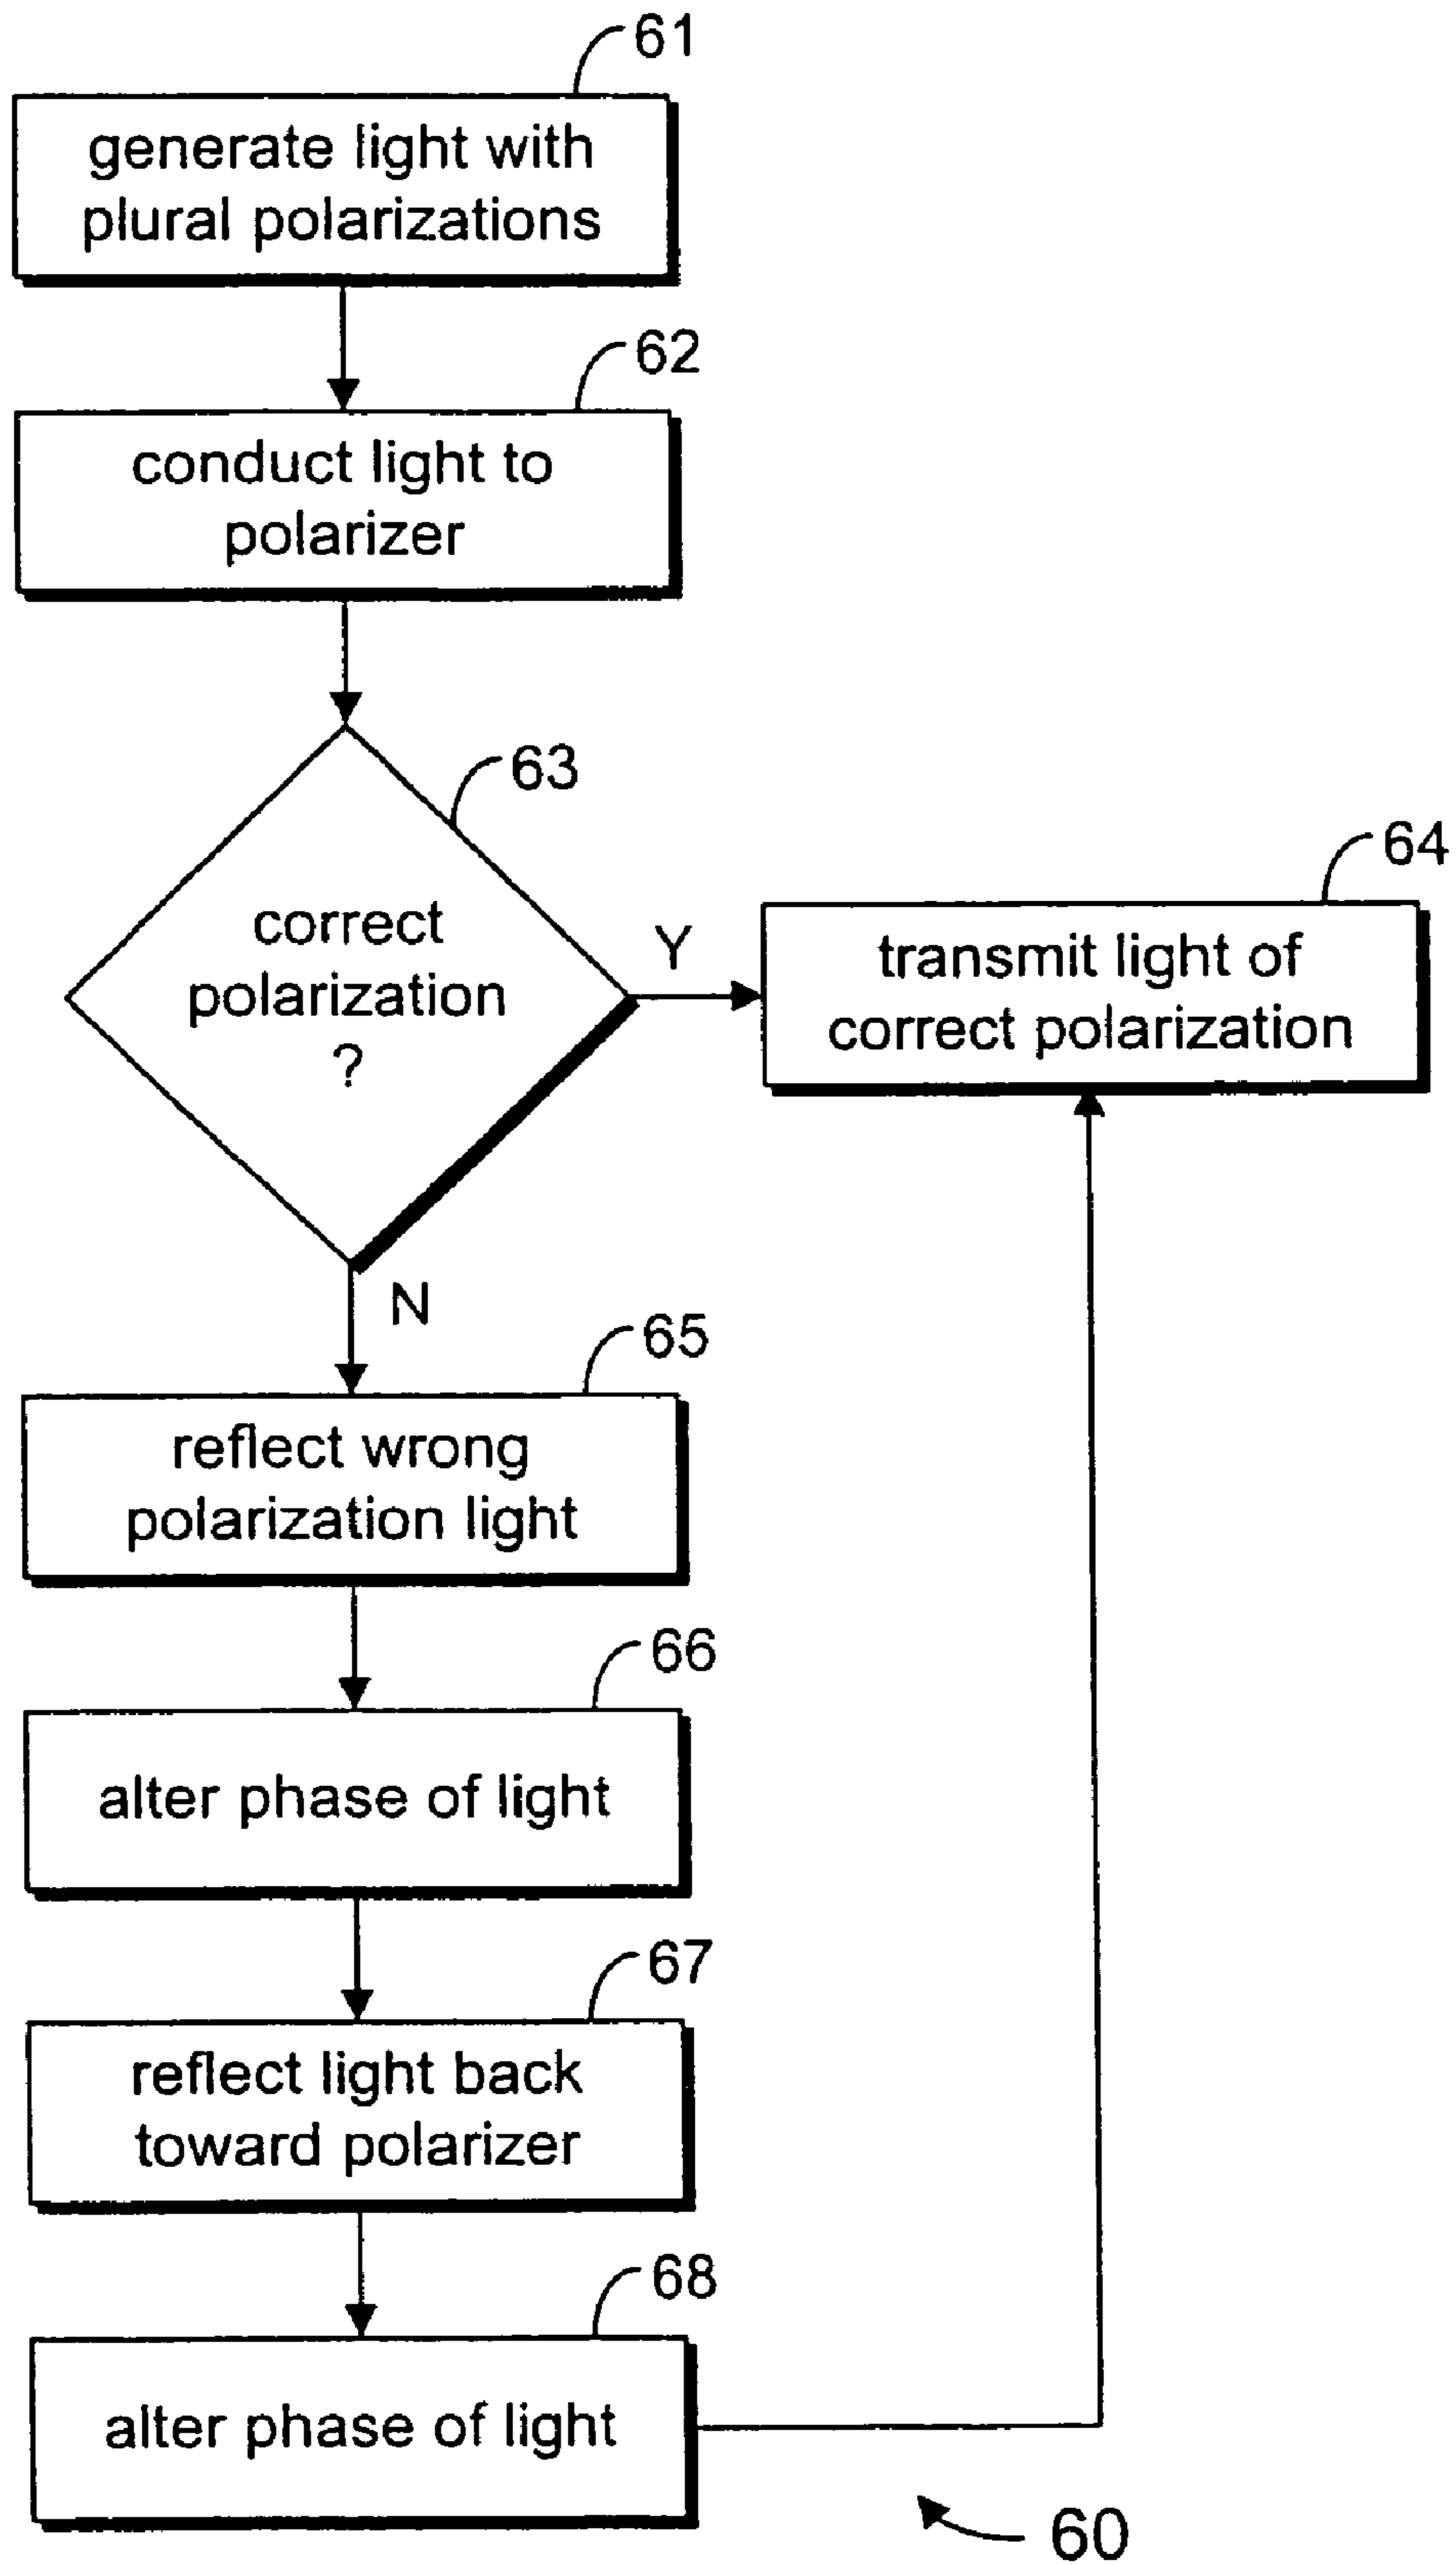 61
generate light with
plural polarizations
62
conduct light to
polarizer
63
correct
polarization
?
Y
64
transmit light of
correct polarization
N
65
reflect wrong
polarization light
66
alter phase of light
67
reflect light back
toward polarizer
68
alter phase of light
60